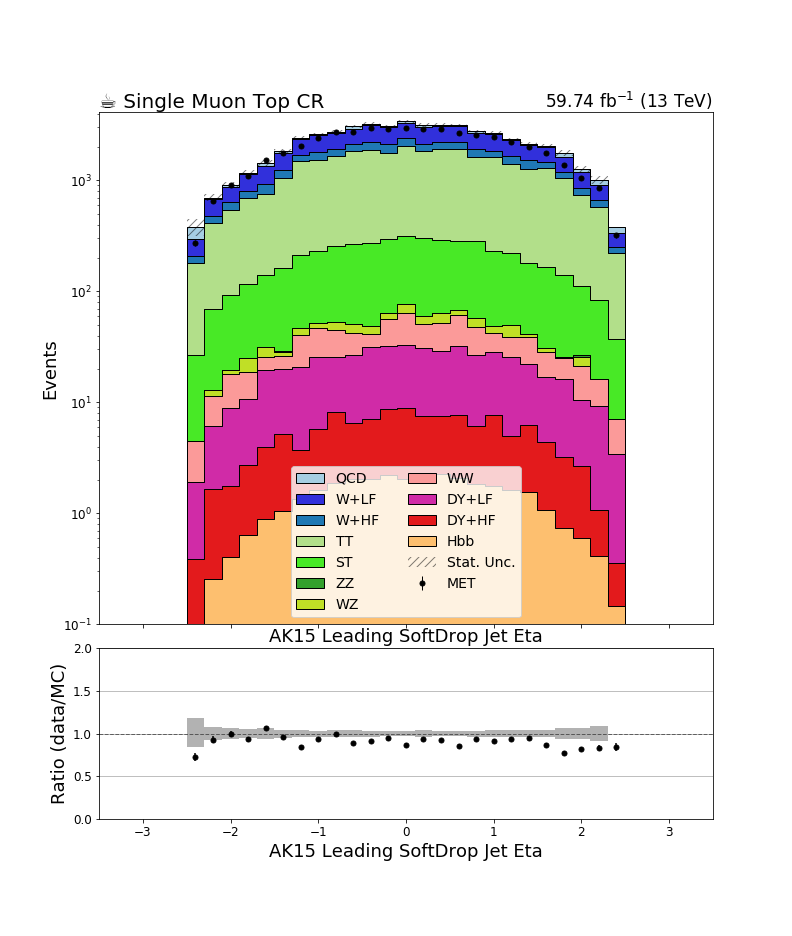 ☕ Single Muon Top CR
59.74 fb⁻¹ (13 TeV)
Events
10³
10²
10¹
10⁰
10⁻¹
QCD
W+LF
W+HF
TT
ST
ZZ
WZ
WW
DY+LF
DY+HF
Hbb
Stat. Unc.
MET
AK15 Leading SoftDrop Jet Eta
Ratio (data/MC)
2.0
1.5
1.0
0.5
0.0
−3 −2 −1 0 1 2 3
AK15 Leading SoftDrop Jet Eta